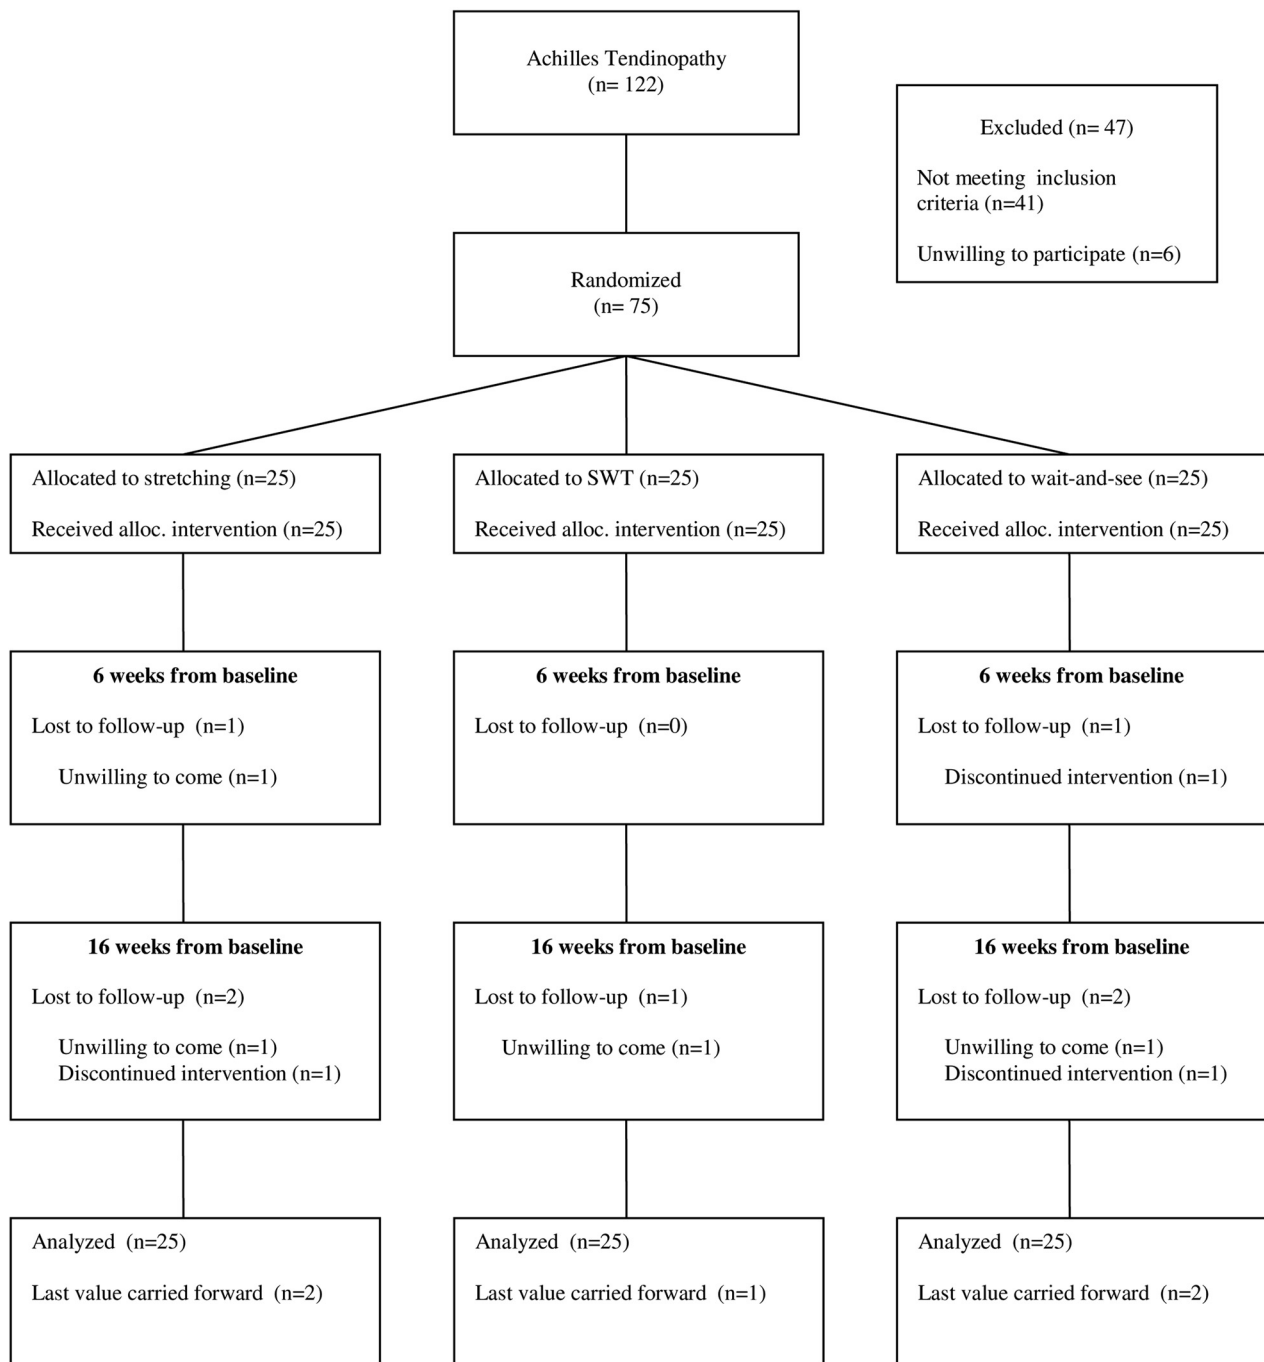 Achilles Tendinopathy
(n= 122)
Excluded (n= 47)
Not meeting  inclusion
criteria (n=41)
Unwilling to participate (n=6)
Randomized
(n= 75)
Allocated to stretching (n=25)
Received alloc. intervention (n=25)
Allocated to SWT (n=25)
Received alloc. intervention (n=25)
Allocated to wait-and-see (n=25)
Received alloc. intervention (n=25)
6 weeks from baseline
Lost to follow-up  (n=1)
Unwilling to come (n=1)
6 weeks from baseline
Lost to follow-up  (n=0)
6 weeks from baseline
Lost to follow-up  (n=1)
Discontinued intervention (n=1)
16 weeks from baseline
Lost to follow-up  (n=2)
Unwilling to come (n=1)
Discontinued intervention (n=1)
16 weeks from baseline
Lost to follow-up  (n=1)
Unwilling to come (n=1)
16 weeks from baseline
Lost to follow-up  (n=2)
Unwilling to come (n=1)
Discontinued intervention (n=1)
Analyzed  (n=25)
Last value carried forward  (n=2)
Analyzed  (n=25)
Last value carried forward  (n=1)
Analyzed  (n=25)
Last value carried forward  (n=2)